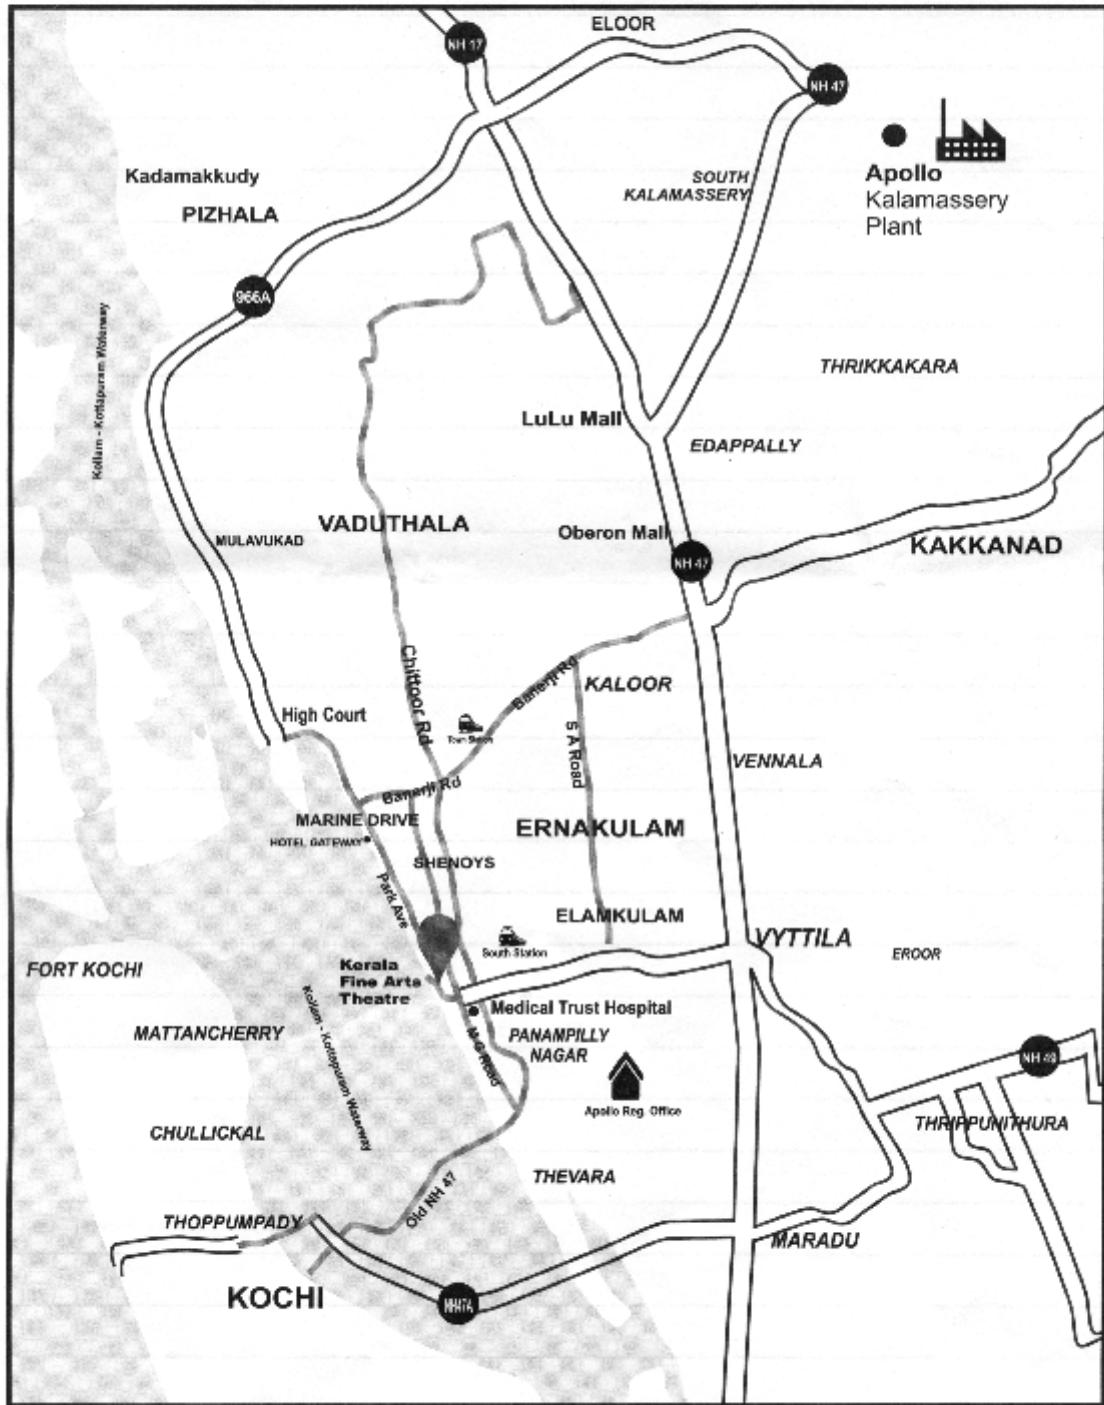 ELOOR
NH 17
NH 47
Apollo
Kalamassery
Plant
SOUTH
KALAMASSERY
Kadamakkudy
PIZHALA
966A
Kollam - Kottapuram Waterway
THRIKKAKARA
LuLu Mall
EDAPPALLY
VADUTHALA
Oberon Mall
MULAVUKAD
NH 47
KAKKANAD
Chittoor Rd
Banerji Rd
KALOOR
High Court
Town Station
S A Road
VENNALA
Banerji Rd
MARINE DRIVE
HOTEL GATEWAY
ERNAKULAM
SHENOYS
Park Ave
ELAMKULAM
South Station
VYTTILA
EROOR
FORT KOCHI
Kerala
Fine Arts
Theatre
Kollam - Kottapuram Waterway
Medical Trust Hospital
MATTANCHERRY
M G Road
PANAMPILLY
NAGAR
NH 49
Apollo Reg. Office
THRIPPUNITHURA
CHULLICKAL
THEVARA
Old NH 47
THOPPUMPADY
MARADU
KOCHI
NH47A